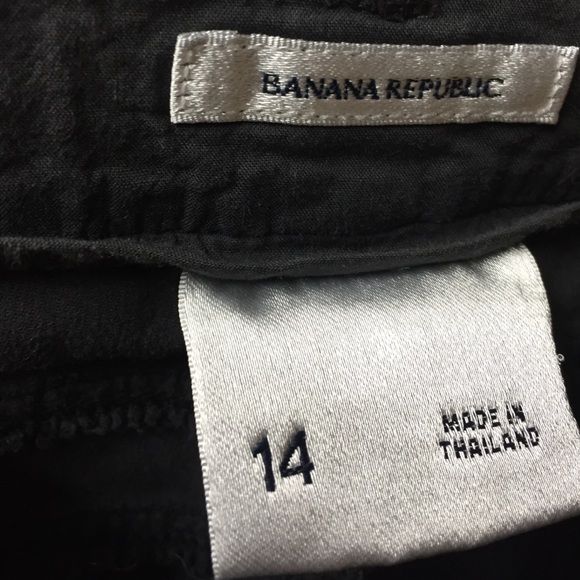 BANANA REPUBLIC
14
MADE IN
THAILAND